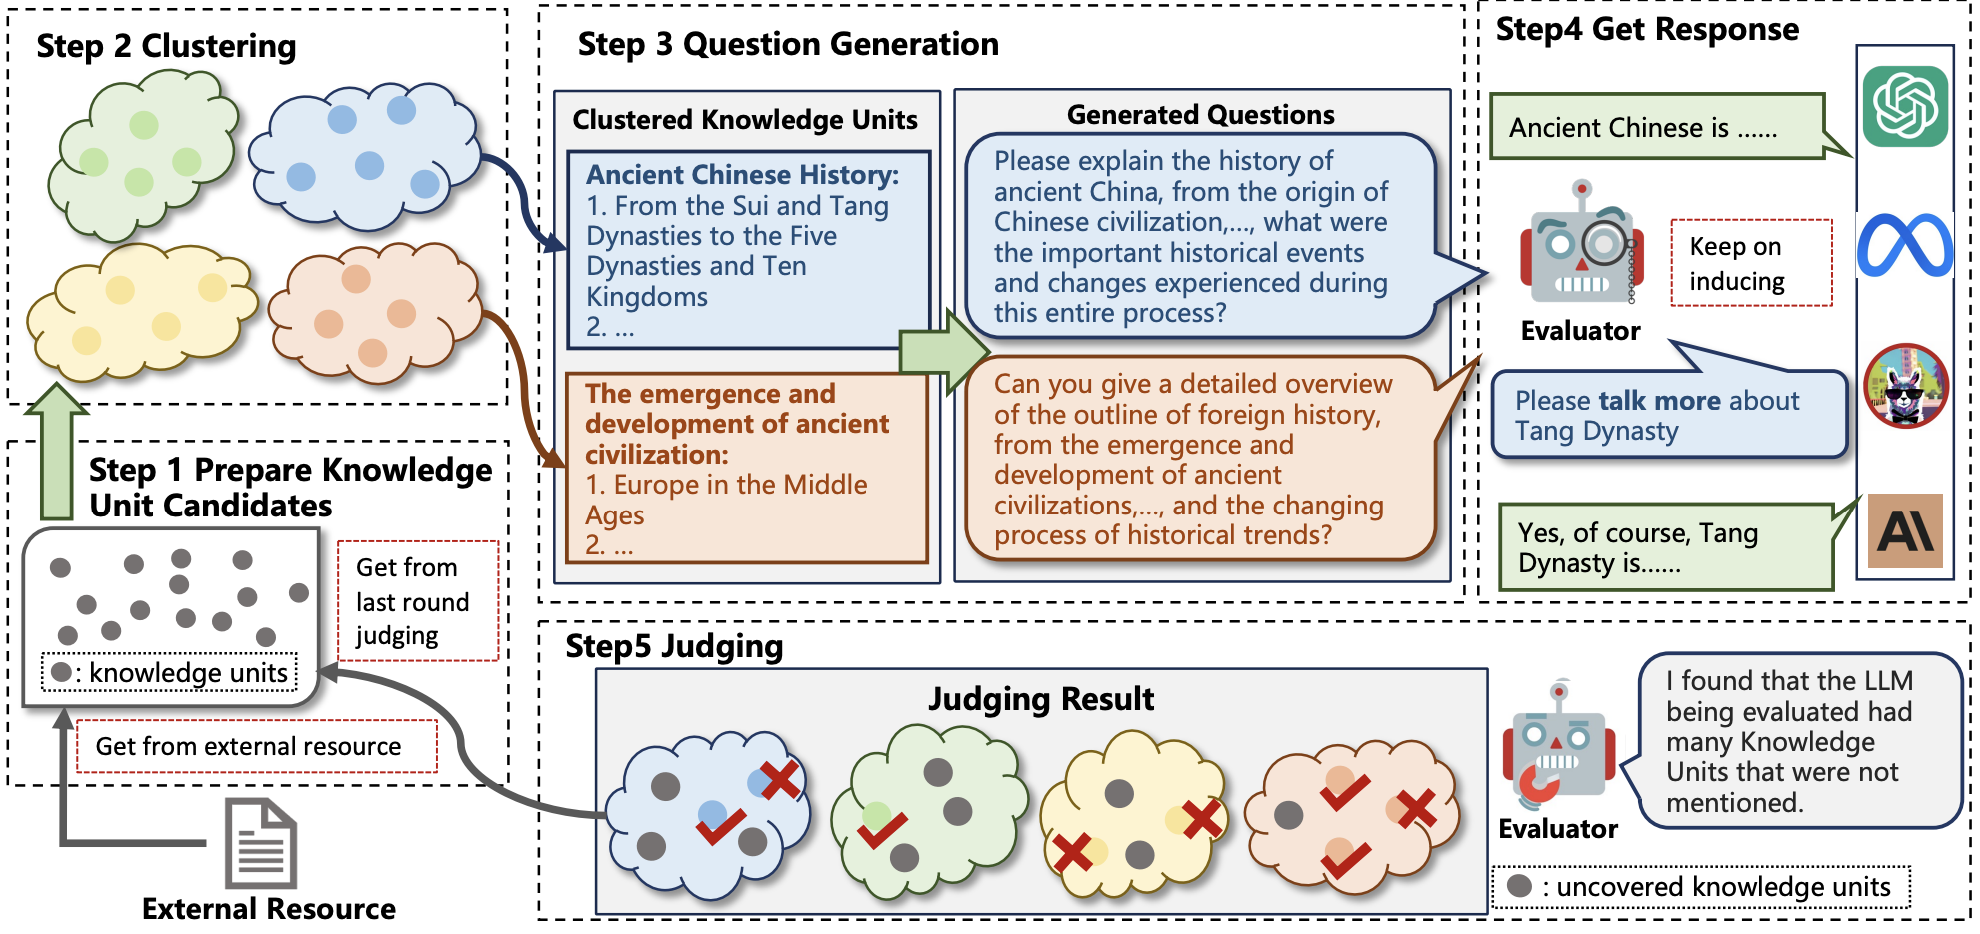 Step 2 Clustering
Step 1 Prepare Knowledge
Unit Candidates
Get from
last round
judging
: knowledge units
Get from external resource
External Resource
Step 3 Question Generation
Clustered Knowledge Units
Ancient Chinese History:
1. From the Sui and Tang
Dynasties to the Five
Dynasties and Ten
Kingdoms
2. ...
The emergence and
development of ancient
civilization:
1. Europe in the Middle
Ages
2. ...
Generated Questions
Please explain the history of
ancient China, from the origin of
Chinese civilization,..., what were
the important historical events
and changes experienced during
this entire process?
Can you give a detailed overview
of the outline of foreign history,
from the emergence and
development of ancient
civilizations,..., and the changing
process of historical trends?
Step4 Get Response
Ancient Chinese is ......
Keep on
inducing
Evaluator
Please talk more about
Tang Dynasty
Yes, of course, Tang
Dynasty is......
AI
Step5 Judging
Judging Result
I found that the LLM
being evaluated had
many Knowledge
Units that were not
mentioned.
Evaluator
: uncovered knowledge units